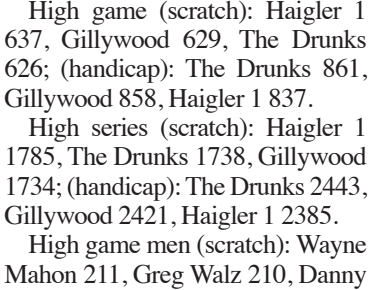 High game (scratch): Haigler 1
637, Gillywood 629, The Drunks
626; (handicap): The Drunks 861,
Gillywood 858, Haigler 1 837.
High series (scratch): Haigler 1
1785, The Drunks 1738, Gillywood
1734; (handicap): The Drunks 2443,
Gillywood 2421, Haigler 1 2385.
High game men (scratch): Wayne
Mahon 211, Greg Walz 210, Danny